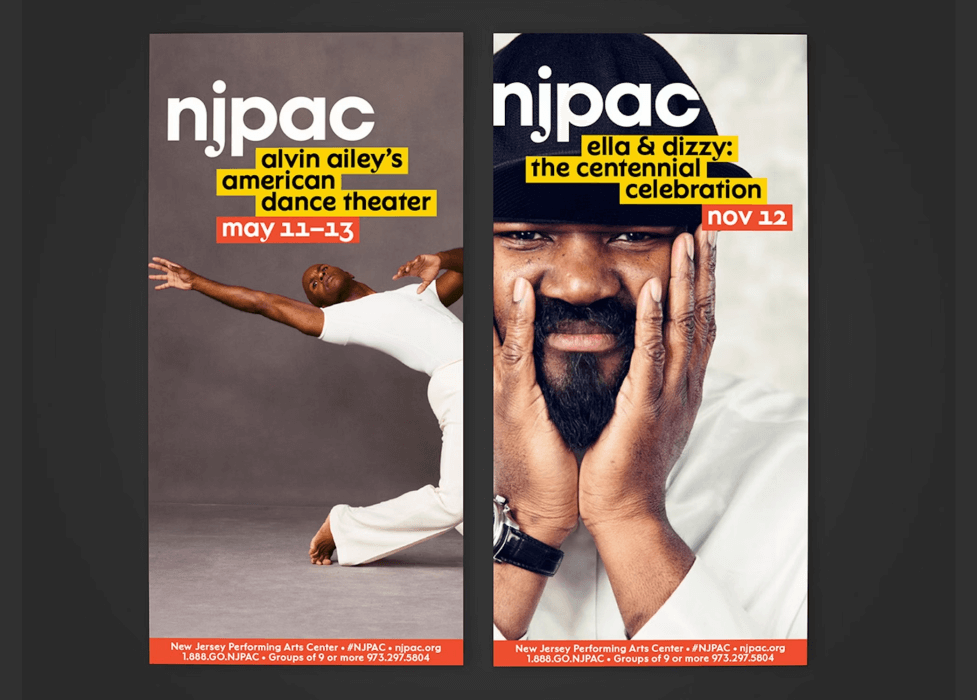 njpac
alvin ailey's
american
dance theater
may 11–13
New Jersey Performing Arts Center • #NJPAC • njpac.org
1.888.GO.NJPAC • Groups of 9 or more 973.297.5804
njpac
ella & dizzy:
the centennial
celebration
nov 12
New Jersey Performing Arts Center • #NJPAC • njpac.org
1.888.GO.NJPAC • Groups of 9 or more 973.297.5804